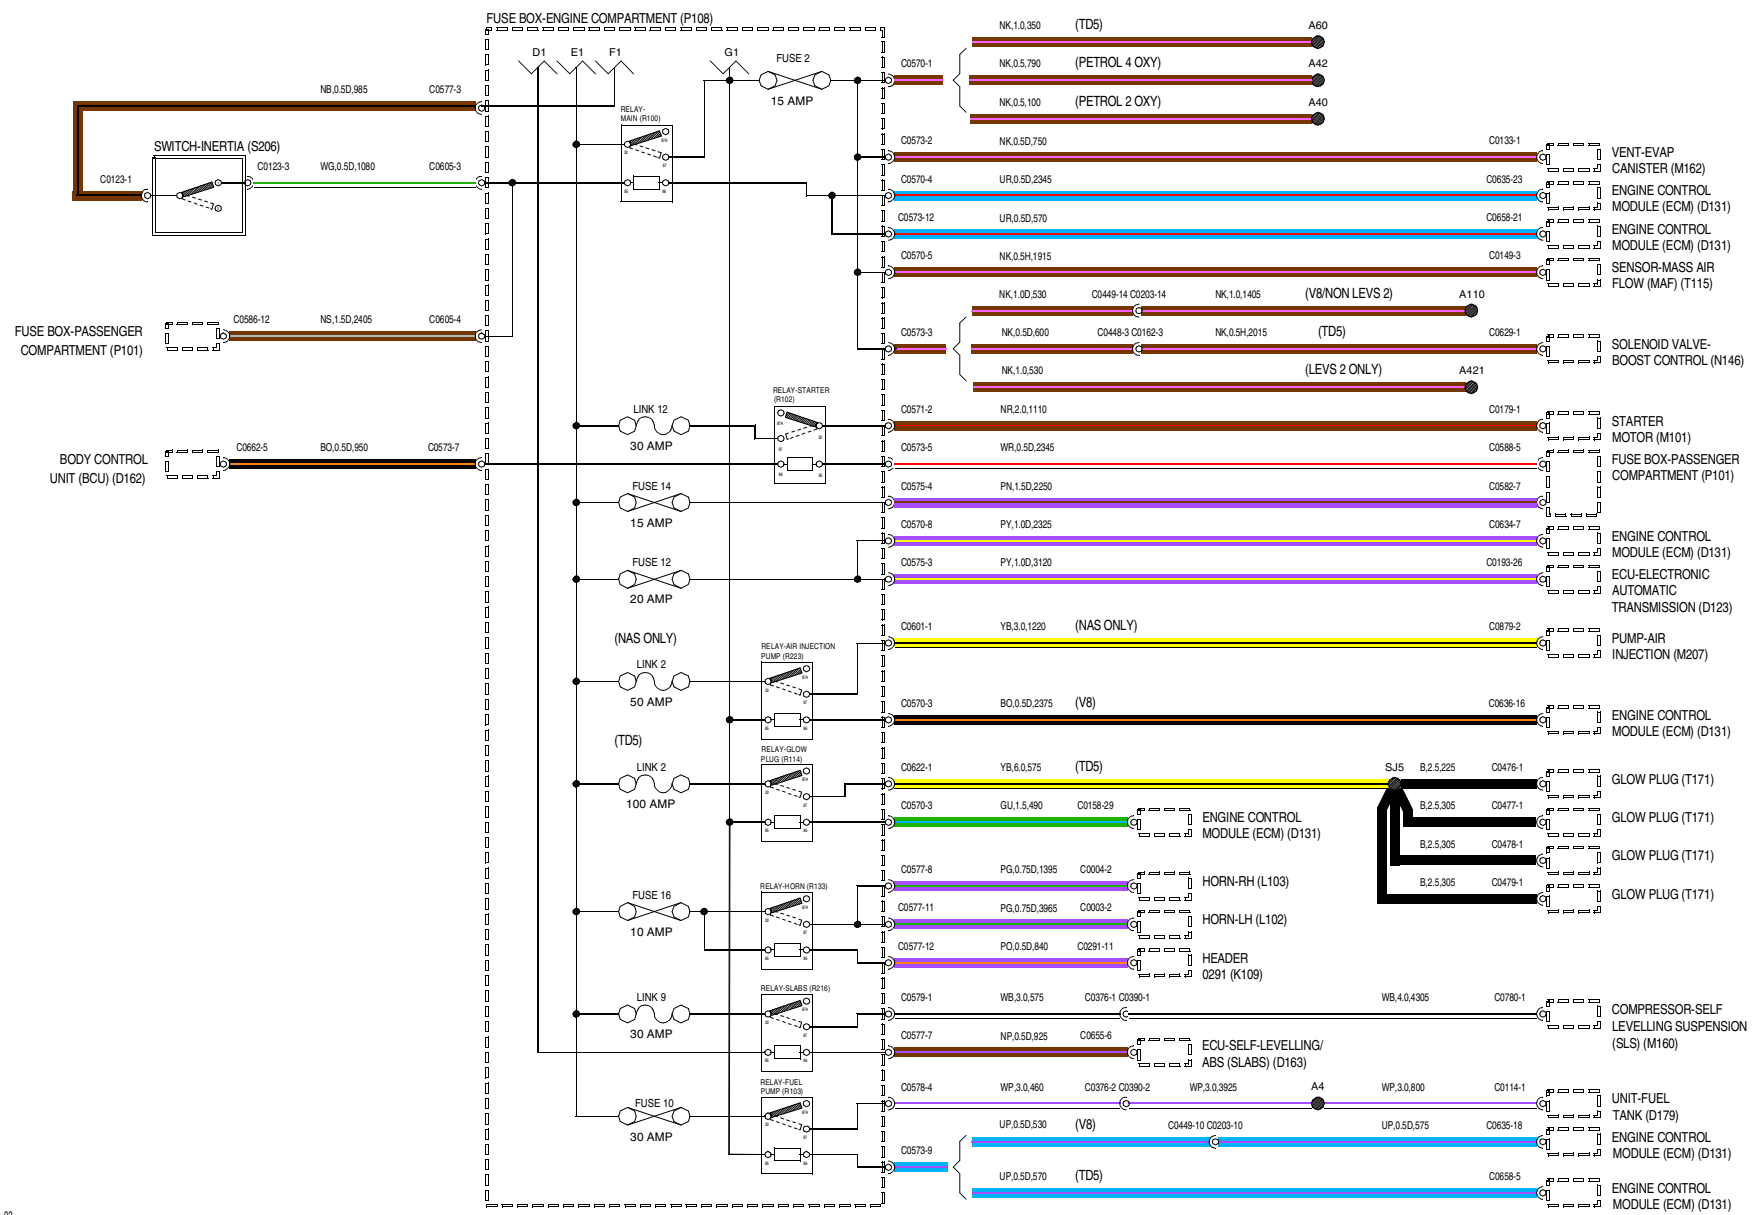 FUSE BOX-ENGINE COMPARTMENT (P108)
D1
E1
F1
G1
FUSE 2
15 AMP
RELAY-
MAIN (R100)
NB,0.5D,985
C0577-3
SWITCH-INERTIA (S206)
C0123-1
C0123-3
WG,0.5D,1080
C0605-3
FUSE BOX-PASSENGER
COMPARTMENT (P101)
C0586-12
NS,1.5D,2405
C0605-4
BODY CONTROL
UNIT (BCU) (D162)
C0662-5
BO,0.5D,950
C0573-7
LINK 12
30 AMP
RELAY-STARTER
(R102)
FUSE 14
15 AMP
FUSE 12
20 AMP
(NAS ONLY)
LINK 2
50 AMP
RELAY-AIR INJECTION
PUMP (R223)
(TD5)
LINK 2
100 AMP
RELAY-GLOW
PLUG (R114)
FUSE 16
10 AMP
RELAY-HORN (R133)
LINK 9
30 AMP
RELAY-SLABS (R216)
FUSE 10
30 AMP
RELAY-FUEL
PUMP (R103)
C0570-1
NK,1.0,350
(TD5)
A60
NK,0.5,790
(PETROL 4 OXY)
A42
NK,0.5,100
(PETROL 2 OXY)
A40
C0573-2
NK,0.5D,750
C0133-1
VENT-EVAP
CANISTER (M162)
C0570-4
UR,0.5D,2345
C0635-23
ENGINE CONTROL
MODULE (ECM) (D131)
C0573-12
UR,0.5D,570
C0658-21
ENGINE CONTROL
MODULE (ECM) (D131)
C0570-5
NK,0.5H,1915
C0149-3
SENSOR-MASS AIR
FLOW (MAF) (T115)
NK,1.0D,530
C0449-14 C0203-14
NK,1.0,1405
(V8/NON LEVS 2)
A110
C0573-3
NK,0.5D,600
C0448-3 C0162-3
NK,0.5H,2015
(TD5)
C0629-1
SOLENOID VALVE-
BOOST CONTROL (N146)
NK,1.0,530
(LEVS 2 ONLY)
A421
C0571-2
NR,2.0,1110
C0179-1
STARTER
MOTOR (M101)
C0573-5
WR,0.5D,2345
C0588-5
FUSE BOX-PASSENGER
COMPARTMENT (P101)
C0575-4
PN,1.5D,2250
C0582-7
C0570-8
PY,1.0D,2325
C0634-7
ENGINE CONTROL
MODULE (ECM) (D131)
C0575-3
PY,1.0D,3120
C0193-26
ECU-ELECTRONIC
AUTOMATIC
TRANSMISSION (D123)
C0601-1
YB,3.0,1220
(NAS ONLY)
C0879-2
PUMP-AIR
INJECTION (M207)
C0570-3
BO,0.5D,2375
(V8)
C0636-16
ENGINE CONTROL
MODULE (ECM) (D131)
C0622-1
YB,6.0,575
(TD5)
SJ5
B,2.5,225
C0476-1
GLOW PLUG (T171)
C0570-3
GU,1.5,490
C0158-29
ENGINE CONTROL
MODULE (ECM) (D131)
B,2.5,305
C0477-1
GLOW PLUG (T171)
B,2.5,305
C0478-1
GLOW PLUG (T171)
B,2.5,305
C0479-1
GLOW PLUG (T171)
C0577-8
PG,0.75D,1395
C0004-2
HORN-RH (L103)
C0577-11
PG,0.75D,3965
C0003-2
HORN-LH (L102)
C0577-12
PO,0.5D,840
C0291-11
HEADER
0291 (K109)
C0579-1
WB,3.0,575
C0376-1 C0390-1
WB,4.0,4305
C0780-1
COMPRESSOR-SELF
LEVELLING SUSPENSION
(SLS) (M160)
C0577-7
NP,0.5D,925
C0655-6
ECU-SELF-LEVELLING/
ABS (SLABS) (D163)
C0578-4
WP,3.0,460
C0376-2 C0390-2
WP,3.0,3925
A4
WP,3.0,800
C0114-1
UNIT-FUEL
TANK (D179)
C0573-9
UP,0.5D,530
(V8)
C0449-10 C0203-10
UP,0.5D,575
C0635-18
ENGINE CONTROL
MODULE (ECM) (D131)
UP,0.5D,570
(TD5)
C0658-5
ENGINE CONTROL
MODULE (ECM) (D131)